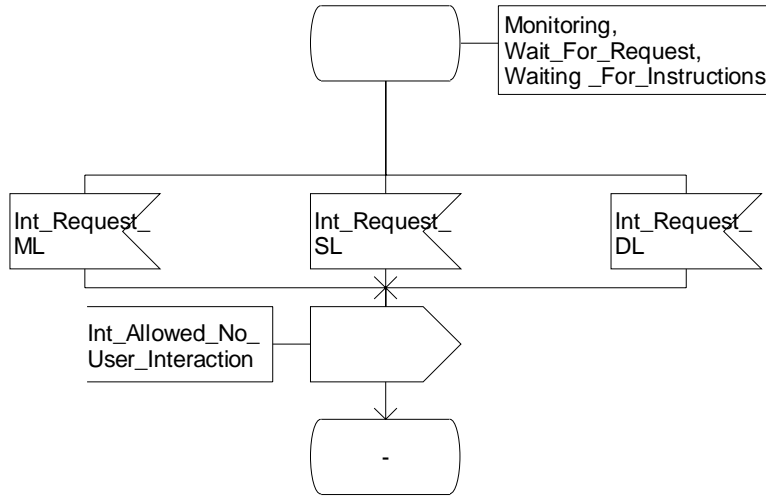 Monitoring,
Wait_For_Request,
Waiting _For_Instructions
Int_Request_
ML
Int_Request_
SL
Int_Request_
DL
Int_Allowed_No_
User_Interaction
-